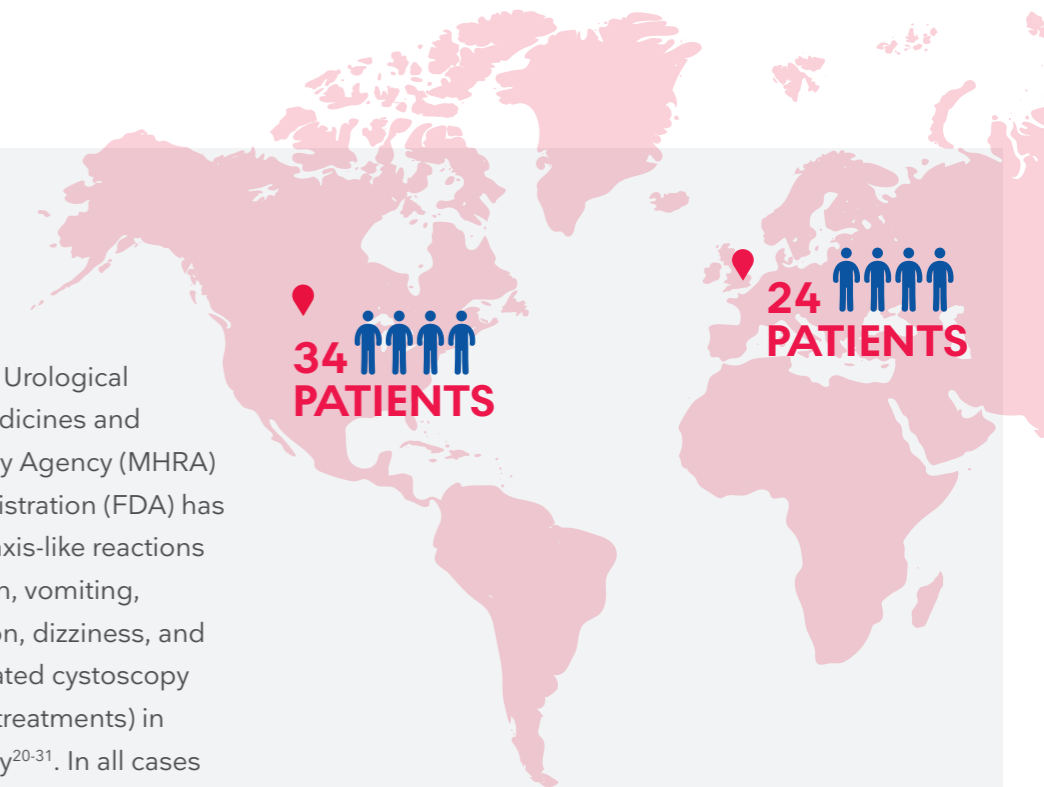 34
PATIENTS
24
PATIENTS
Urological
dicines and
y Agency (MHRA)
istration (FDA) has
axis-like reactions
n, vomiting,
on, dizziness, and
ated cystoscopy
treatments) in
y20-31. In all cases